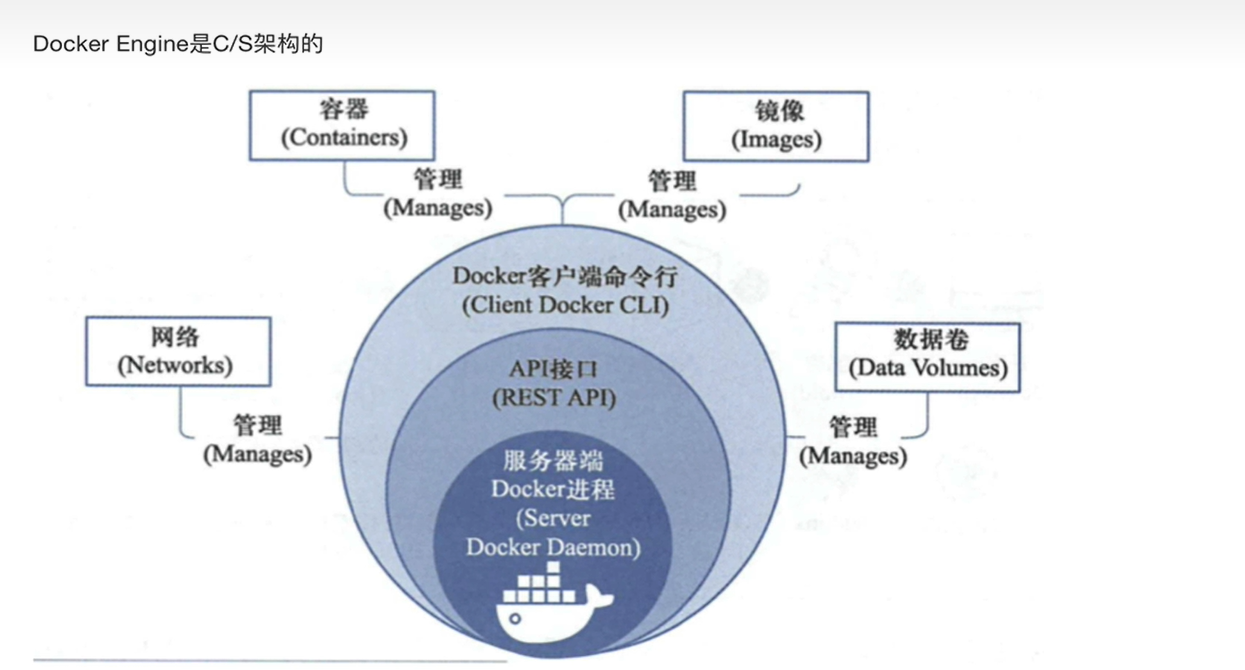 Docker Engine是C/S架构的
容器
(Containers)
镜像
(Images)
管理
(Manages)
管理
(Manages)
Docker客户端命令行
(Client Docker CLI)
网络
(Networks)
数据卷
(Data Volumes)
API接口
(REST API)
管理
(Manages)
管理
(Manages)
服务器端
Docker进程
(Server
Docker Daemon)